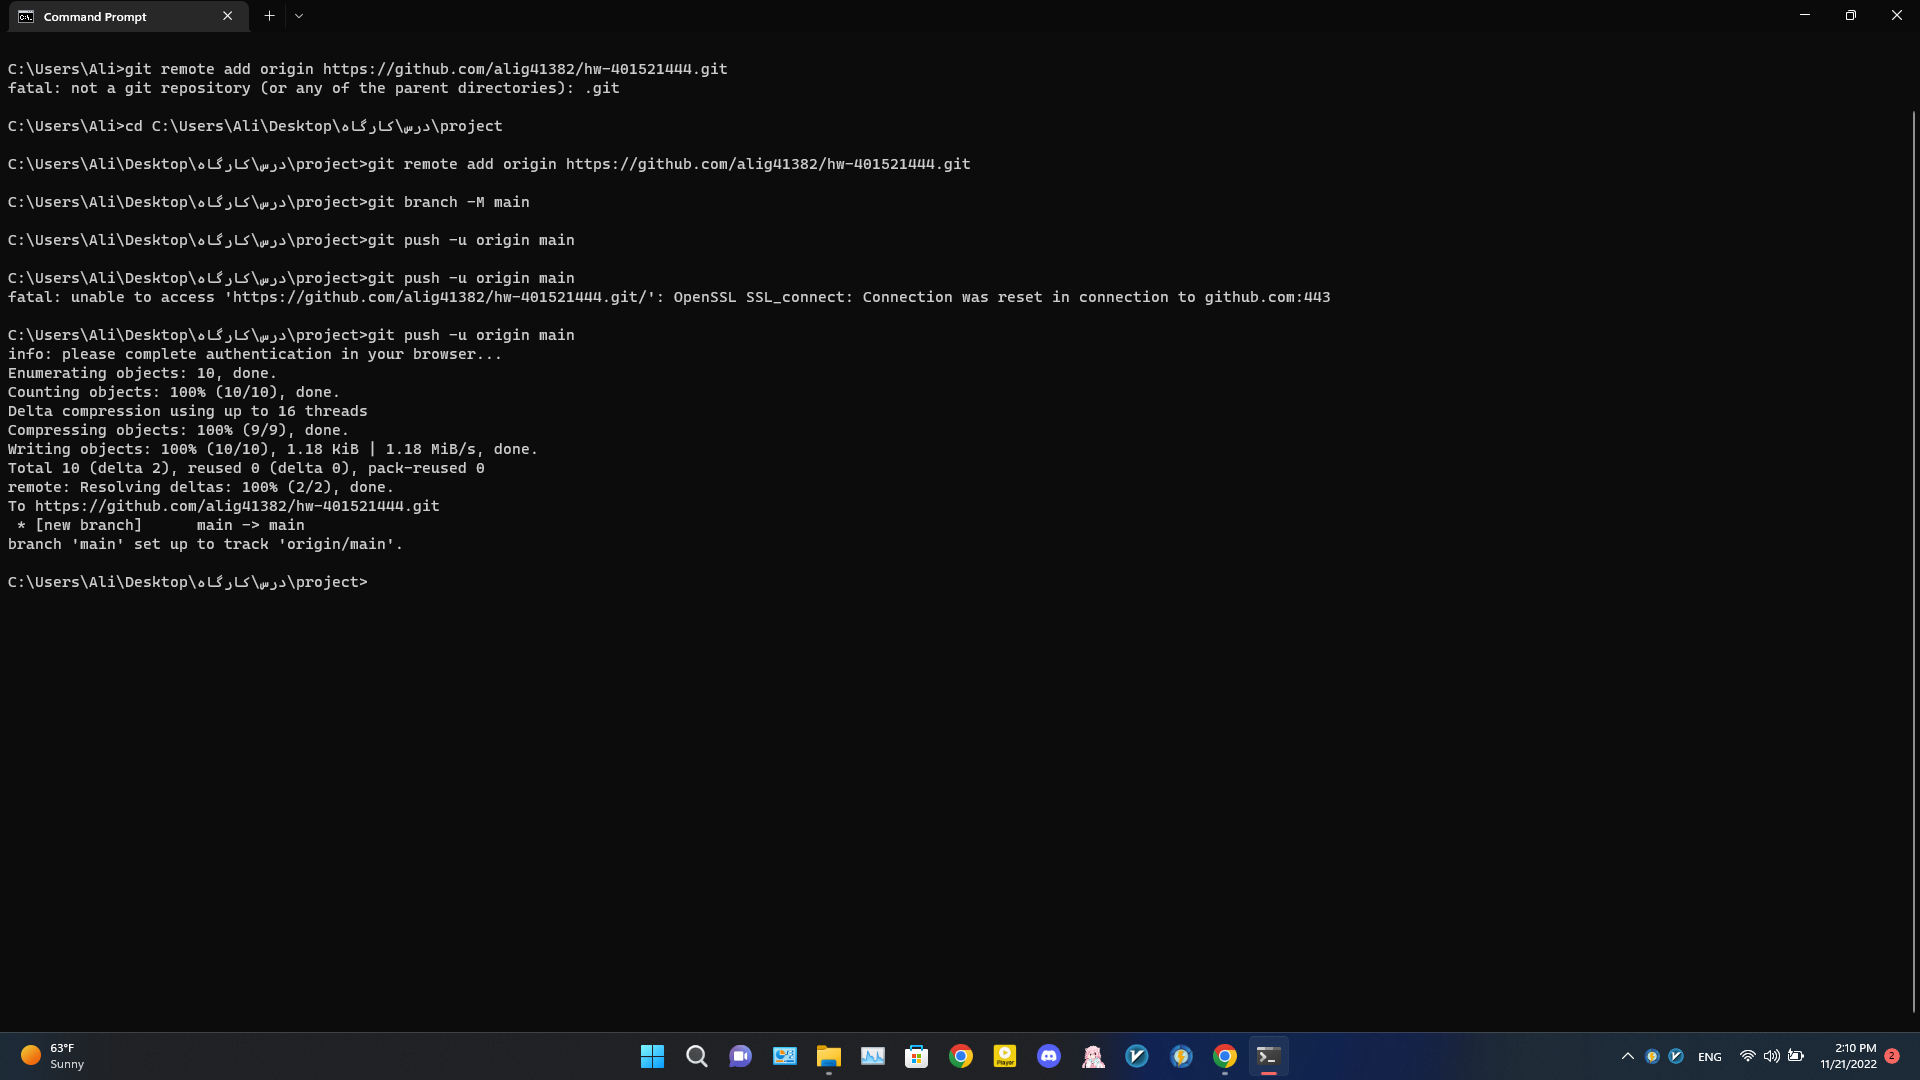 Command Prompt
C:\Users\Ali>git remote add origin https://github.com/alig41382/hw-401521444.git
fatal: not a git repository (or any of the parent directories): .git
C:\Users\Ali>cd C:\Users\Ali\Desktop\درس\کارگاه\project
C:\Users\Ali\Desktop\درس\کارگاه\project>git remote add origin https://github.com/alig41382/hw-401521444.git
C:\Users\Ali\Desktop\درس\کارگاه\project>git branch -M main
C:\Users\Ali\Desktop\درس\کارگاه\project>git push -u origin main
C:\Users\Ali\Desktop\درس\کارگاه\project>git push -u origin main
fatal: unable to access 'https://github.com/alig41382/hw-401521444.git/': OpenSSL SSL_connect: Connection was reset in connection to github.com:443
C:\Users\Ali\Desktop\درس\کارگاه\project>git push -u origin main
info: please complete authentication in your browser...
Enumerating objects: 10, done.
Counting objects: 100% (10/10), done.
Delta compression using up to 16 threads
Compressing objects: 100% (9/9), done.
Writing objects: 100% (10/10), 1.18 KiB | 1.18 MiB/s, done.
Total 10 (delta 2), reused 0 (delta 0), pack-reused 0
remote: Resolving deltas: 100% (2/2), done.
To https://github.com/alig41382/hw-401521444.git
 * [new branch]      main -> main
branch 'main' set up to track 'origin/main'.
C:\Users\Ali\Desktop\درس\کارگاه\project>
63°F
Sunny
Player
ENG
2:10 PM
11/21/2022
2